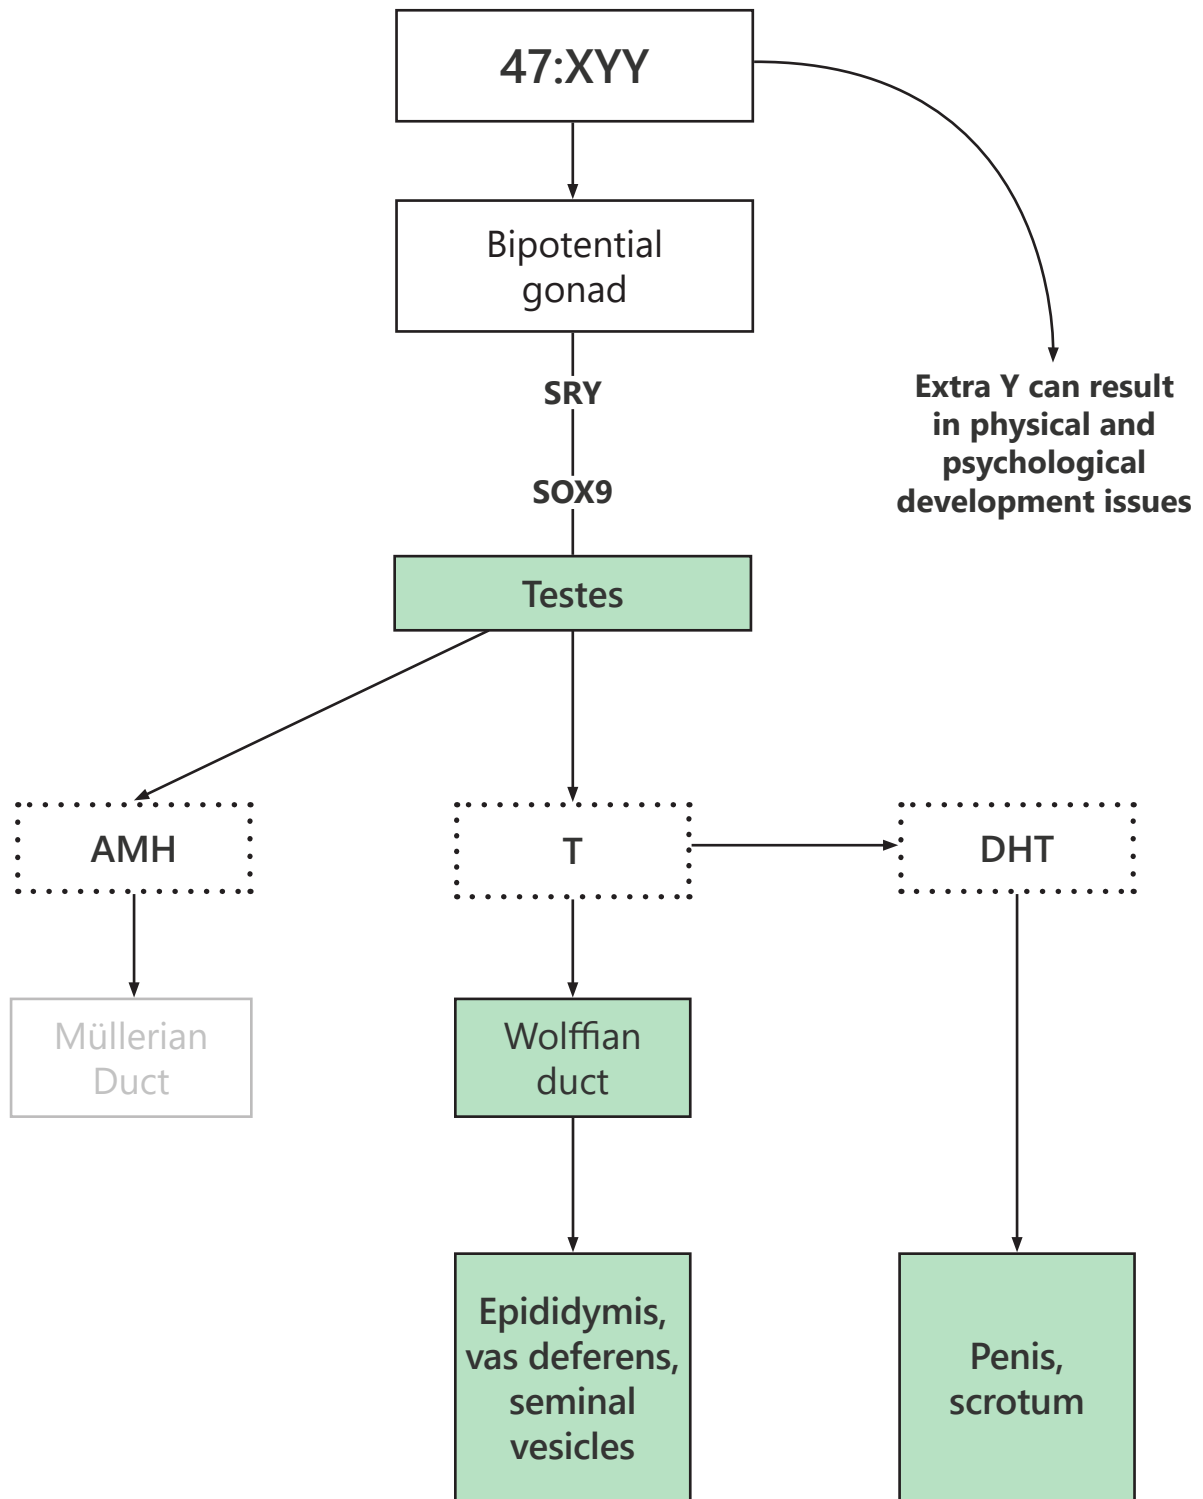 47:XYY
Bipotential
gonad
SRY
SOX9
Extra Y can result
in physical and
psychological
development issues
Testes
AMH
T
DHT
Müllerian
Duct
Wolffian
duct
Epididymis,
vas deferens,
seminal
vesicles
Penis,
scrotum